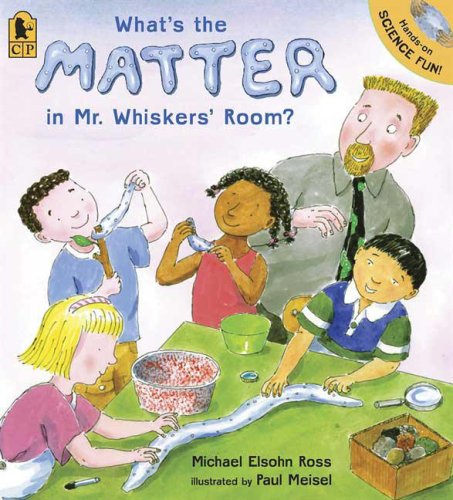 What's the
MATTER
in Mr. Whiskers' Room?
Hands-on
SCIENCE FUN!
CP
Michael Elsohn Ross
illustrated by Paul Meisel